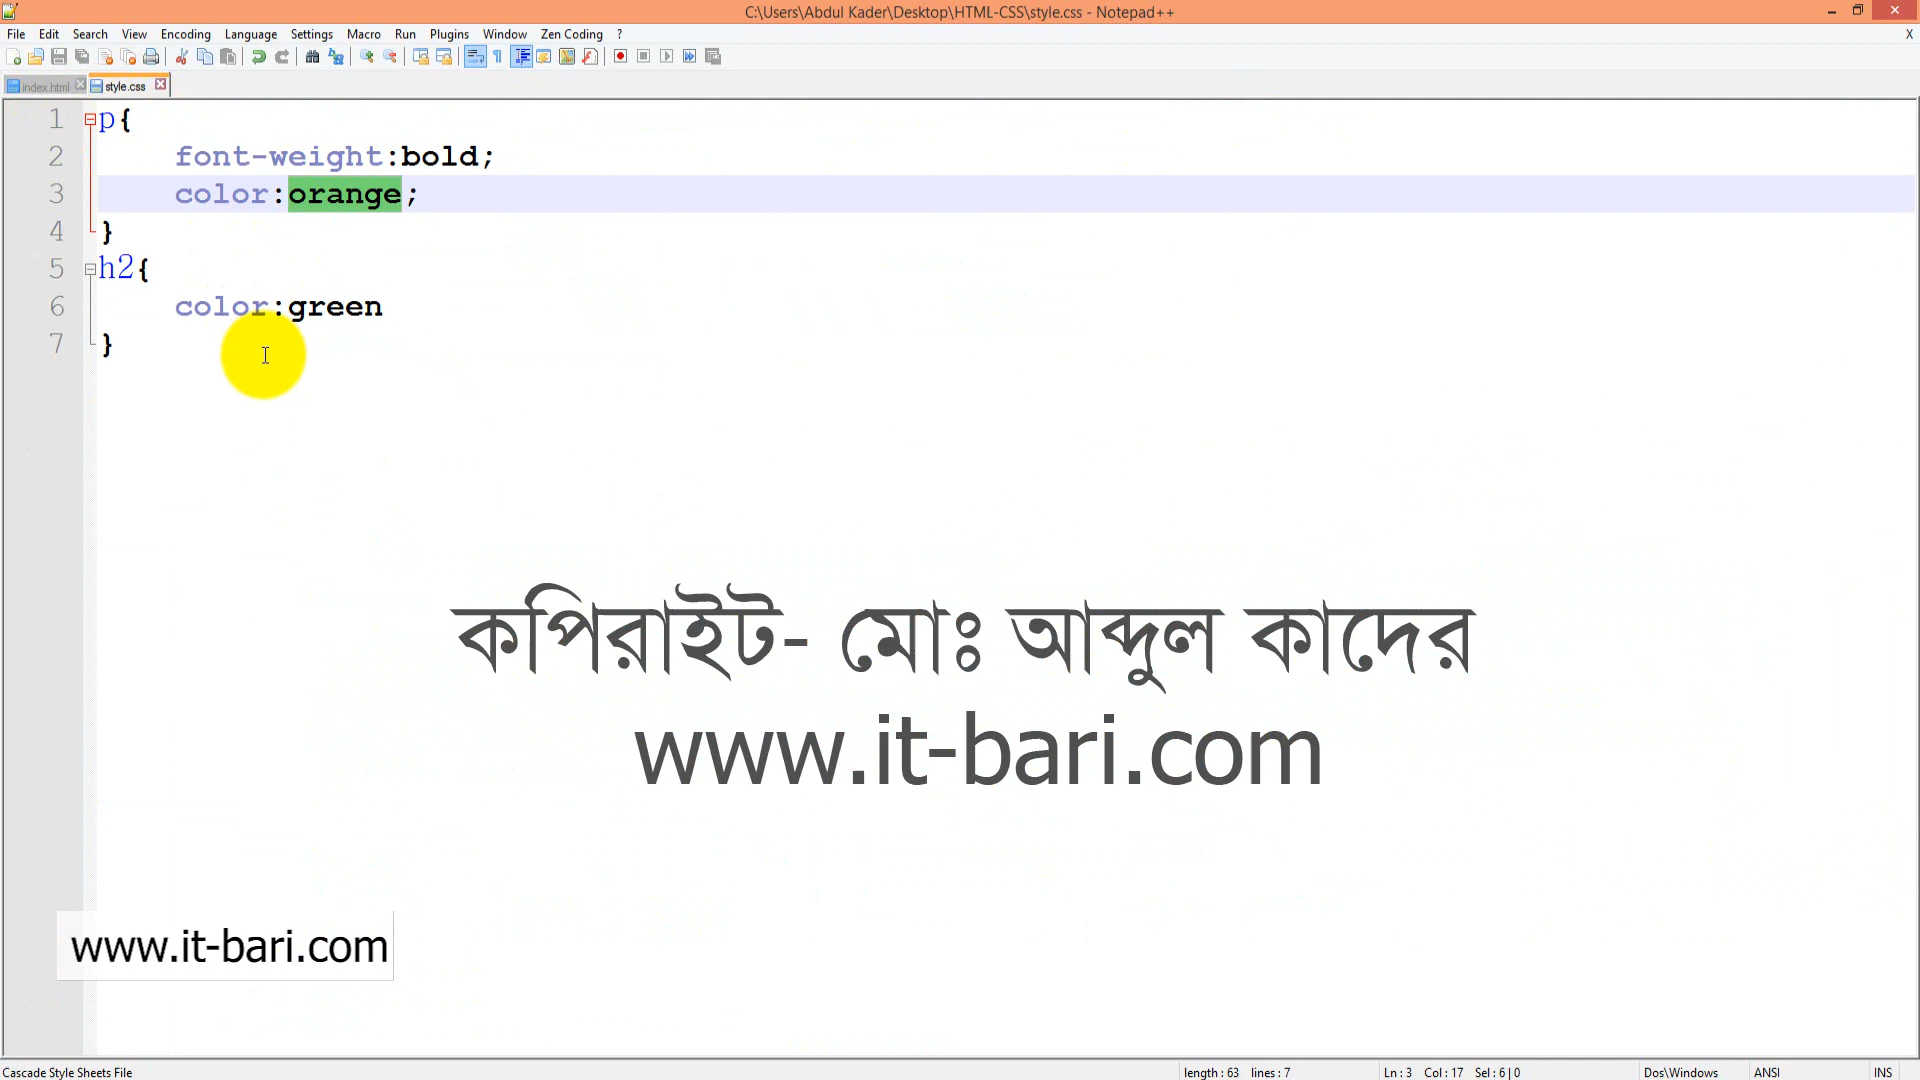 C:\Users\Abdul Kader\Desktop\HTML-CSS\style.css - Notepad++
File Edit Search View Encoding Language Settings Macro Run Plugins Window Zen Coding ? X
index.html style.css
1 p{
2 font-weight:bold;
3 color:orange;
4 }
5 h2{
6 color:green
7 }
কপিরাইট- মোঃ আব্দুল কাদের
www.it-bari.com
www.it-bari.com
Cascade Style Sheets File length : 63 lines : 7 Ln : 3 Col : 17 Sel : 6 | 0 Dos\Windows ANSI INS